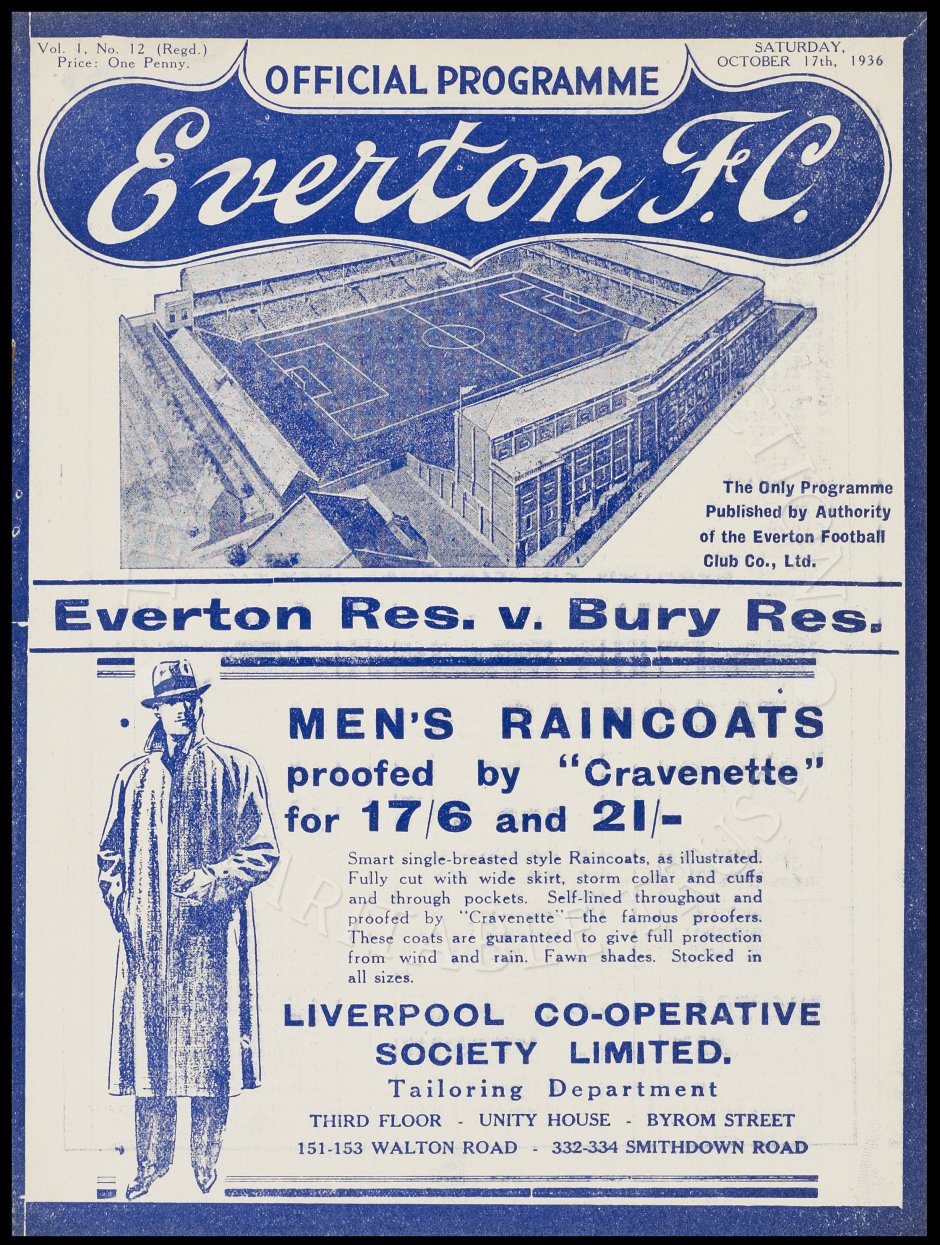 Vol. 1, No. 12 (Regd.)
Price: One Penny.
SATURDAY,
OCTOBER 17th, 1936
OFFICIAL PROGRAMME
Everton F.C.
The Only Programme
Published by Authority
of the Everton Football
Club Co., Ltd.
Everton Res. v. Bury Res.
MEN'S RAINCOATS
proofed by "Cravenette"
for 17/6 and 21/-
Smart single-breasted style Raincoats, as illustrated.
Fully cut with wide skirt, storm collar and cuffs
and through pockets. Self-lined throughout and
proofed by "Cravenette"—the famous proofers.
These coats are guaranteed to give full protection
from wind and rain. Fawn shades. Stocked in
all sizes.
LIVERPOOL CO-OPERATIVE
SOCIETY LIMITED.
Tailoring Department
THIRD FLOOR - UNITY HOUSE - BYROM STREET
151-153 WALTON ROAD - 332-334 SMITHDOWN ROAD